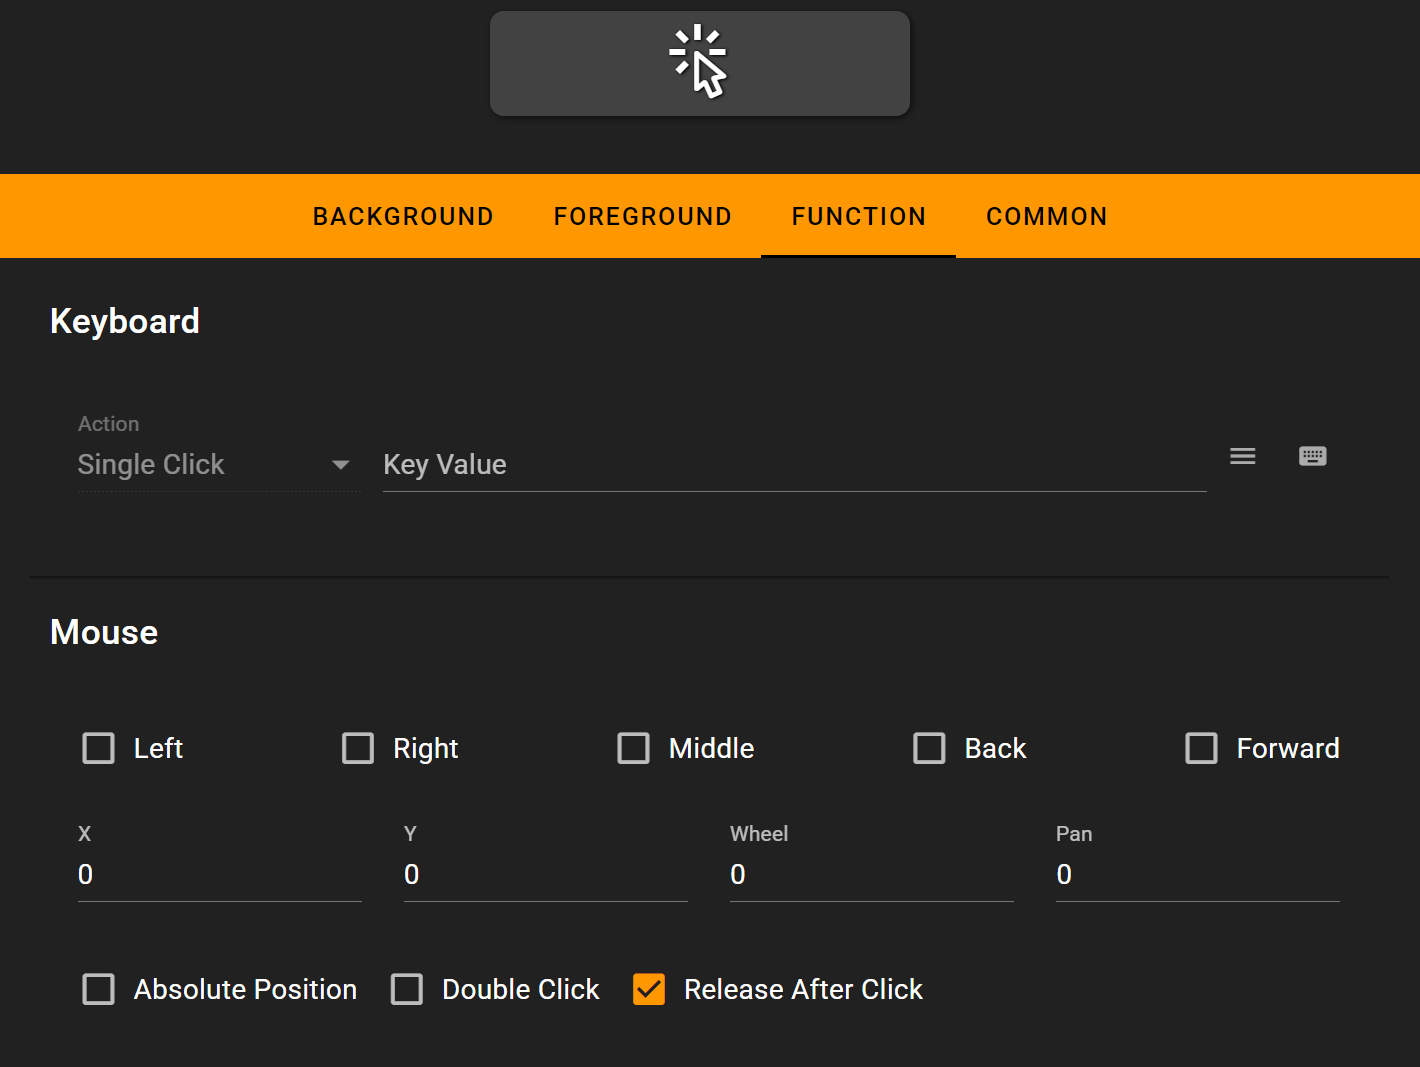 BACKGROUND FOREGROUND FUNCTION COMMON
Keyboard
Action
Single Click Key Value
Mouse
Left Right Middle Back Forward
X Y Wheel Pan
0 0 0 0
Absolute Position Double Click Release After Click